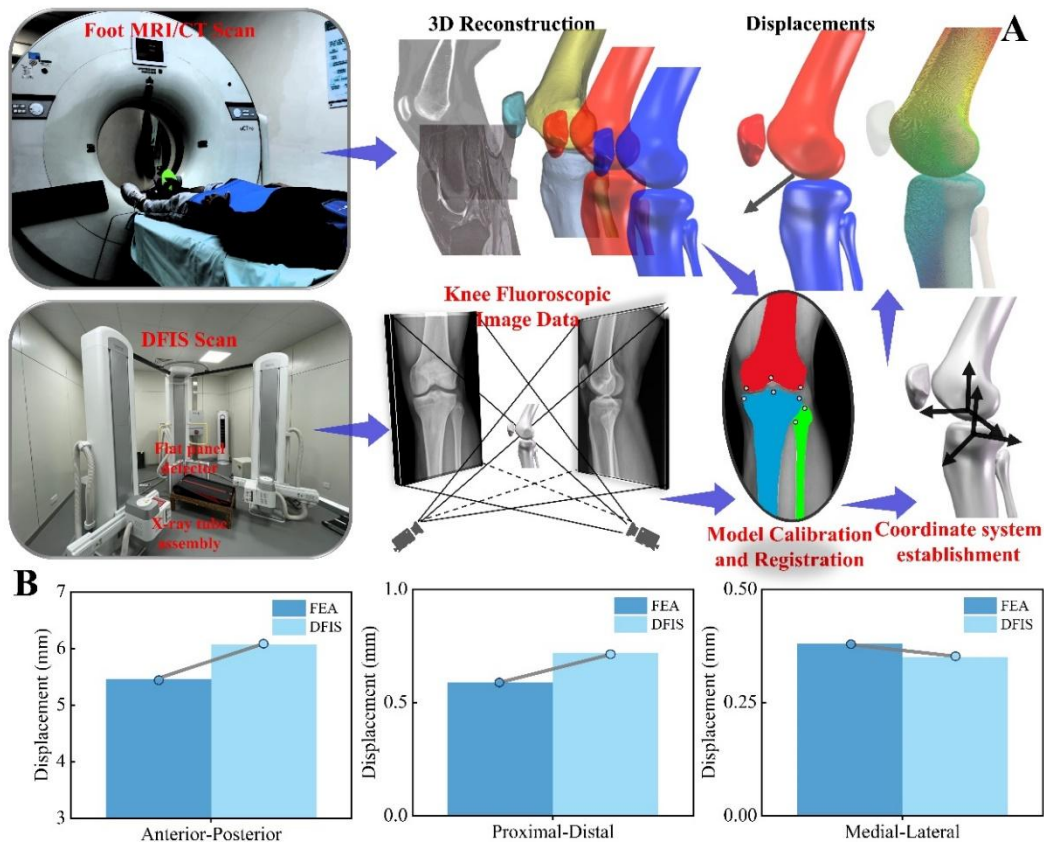 Foot MRI/CT Scan
3D Reconstruction
Displacements
A
DFIS Scan
Flat panel
detector
X-ray tube
assembly
Knee Fluoroscopic
Image Data
Model Calibration
and Registration
Coordinate system
establishment
B
Displacement (mm)
7
6
5
4
3
FEA
DFIS
Anterior-Posterior
Displacement (mm)
1.0
0.5
0.0
FEA
DFIS
Proximal-Distal
Displacement (mm)
0.50
0.25
0.00
FEA
DFIS
Medial-Lateral